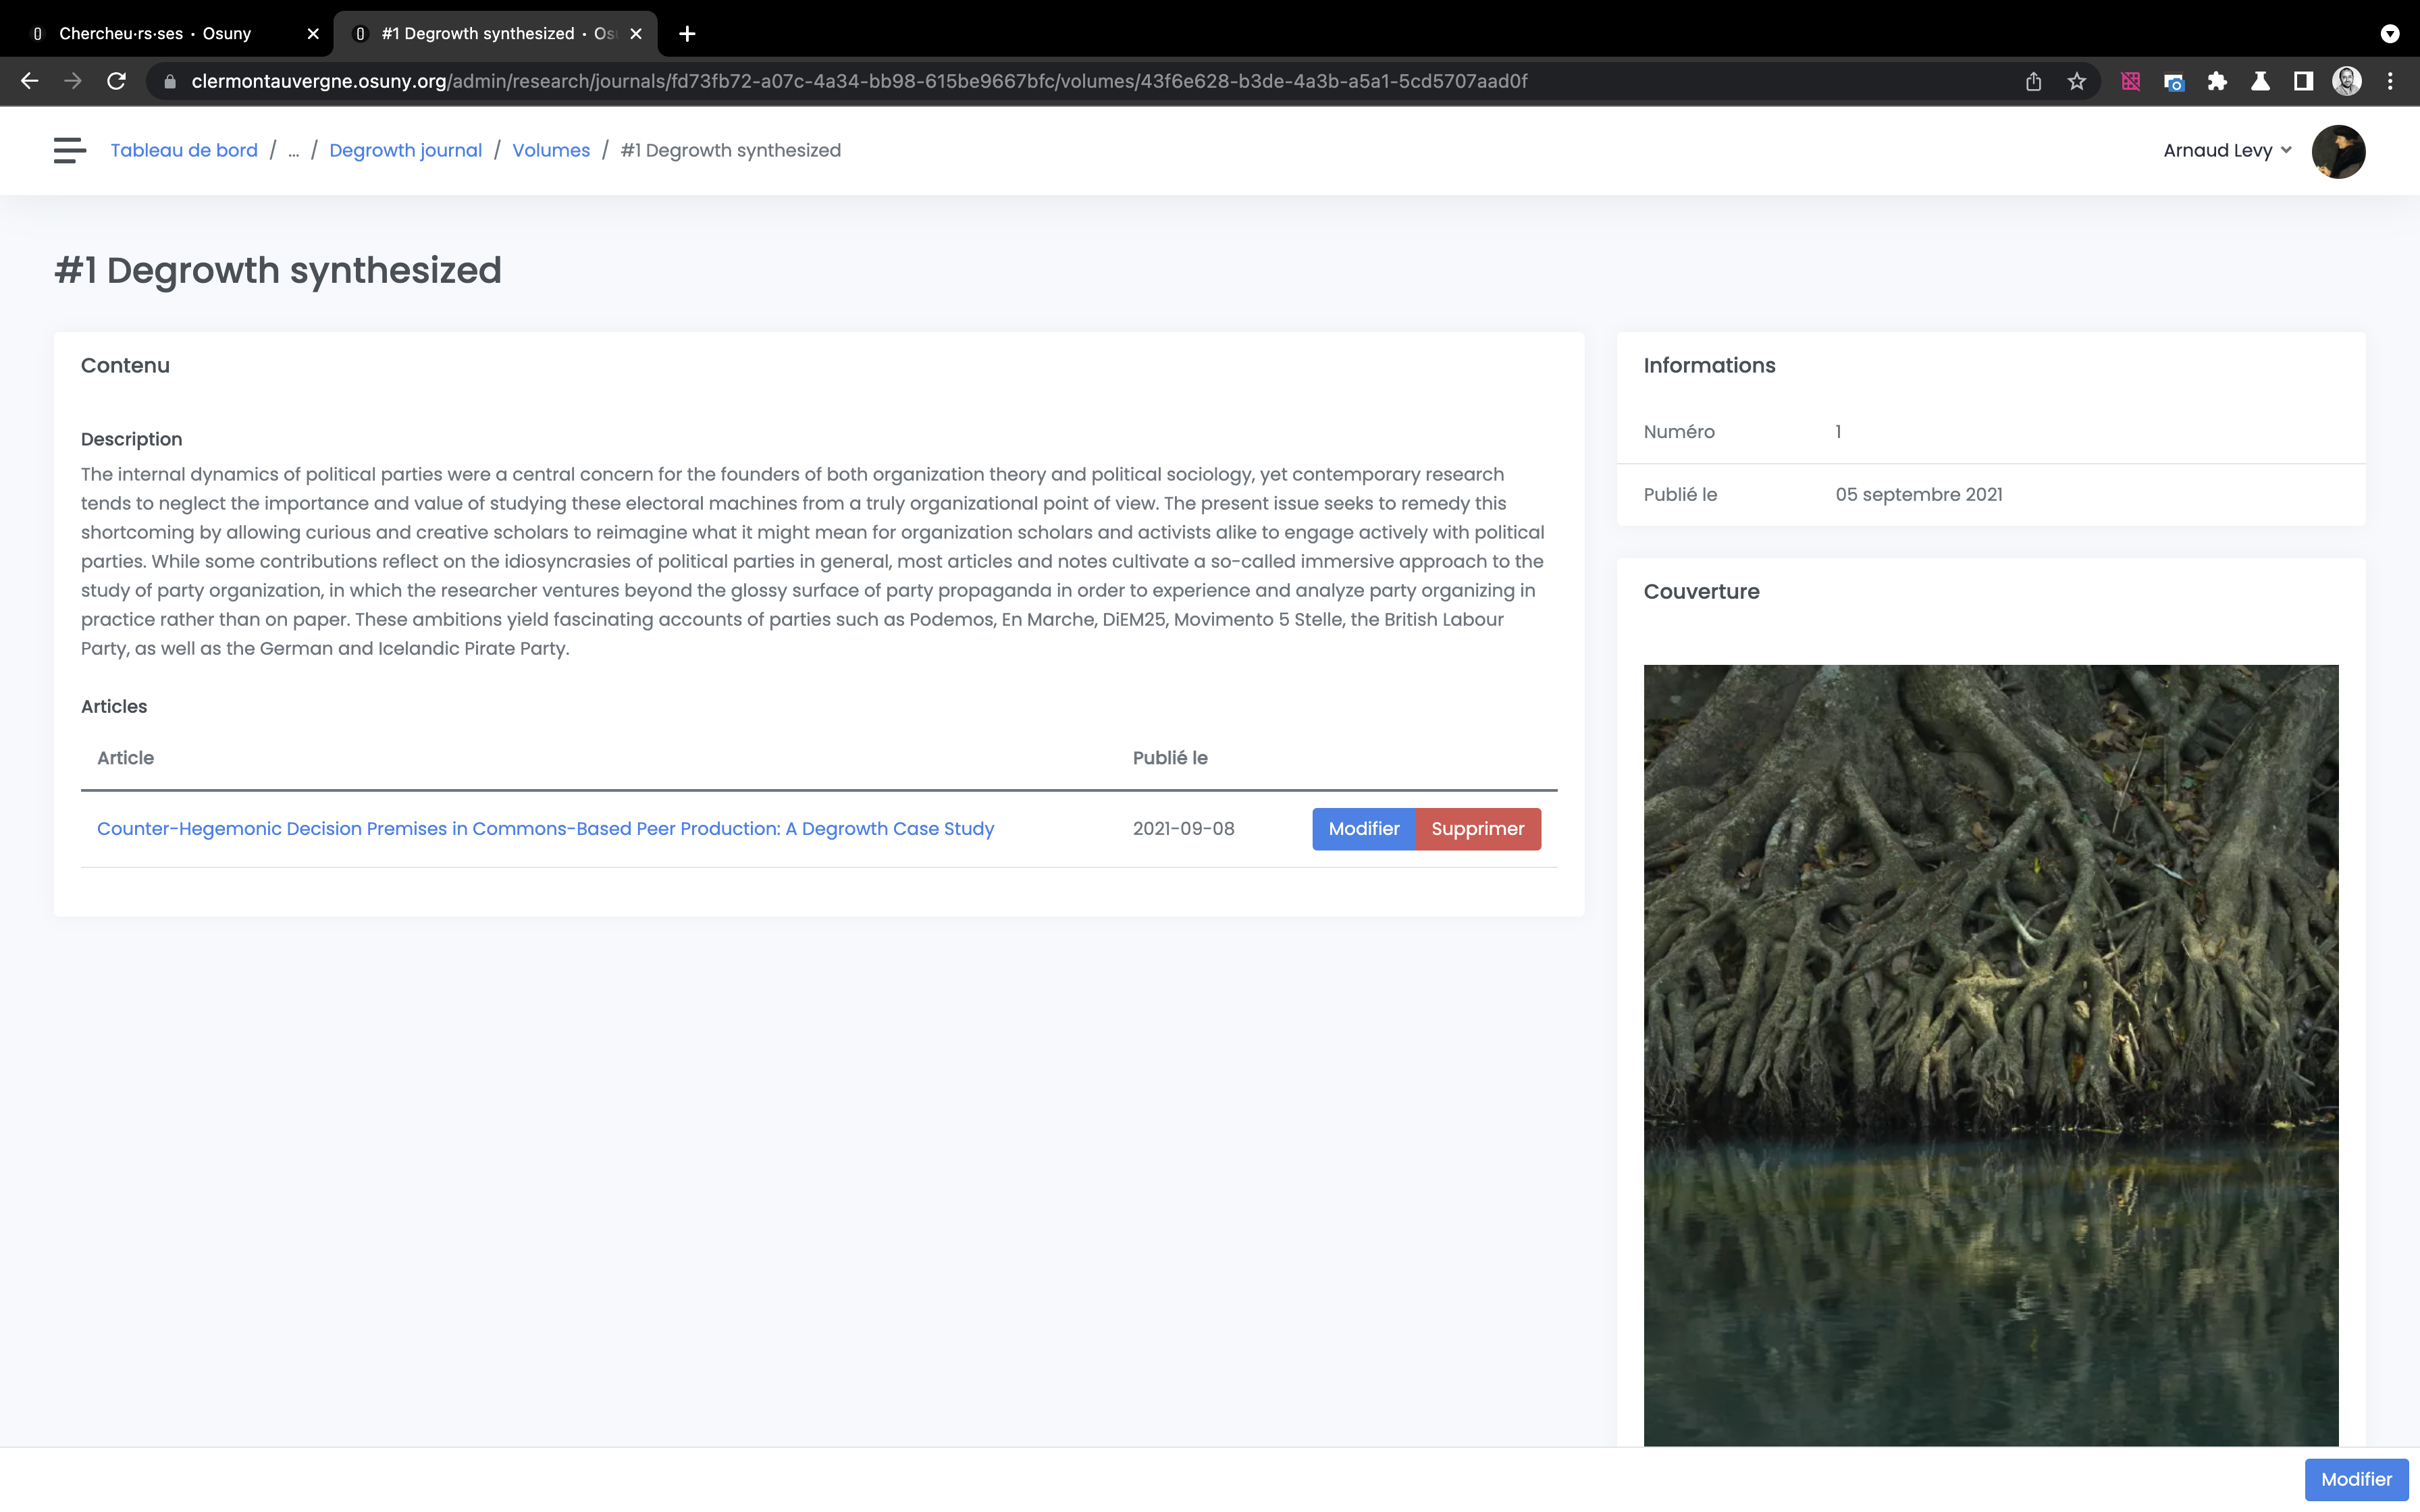 Chercheu·rs·ses • Osuny
#1 Degrowth synthesized • Os
clermontauvergne.osuny.org/admin/research/journals/fd73fb72-a07c-4a34-bb98-615be9667bfc/volumes/43f6e628-b3de-4a3b-a5a1-5cd5707aad0f
Tableau de bord / ... / Degrowth journal / Volumes / #1 Degrowth synthesized
Arnaud Levy
#1 Degrowth synthesized
Contenu
Description
The internal dynamics of political parties were a central concern for the founders of both organization theory and political sociology, yet contemporary research
tends to neglect the importance and value of studying these electoral machines from a truly organizational point of view. The present issue seeks to remedy this
shortcoming by allowing curious and creative scholars to reimagine what it might mean for organization scholars and activists alike to engage actively with political
parties. While some contributions reflect on the idiosyncrasies of political parties in general, most articles and notes cultivate a so-called immersive approach to the
study of party organization, in which the researcher ventures beyond the glossy surface of party propaganda in order to experience and analyze party organizing in
practice rather than on paper. These ambitions yield fascinating accounts of parties such as Podemos, En Marche, DiEM25, Movimento 5 Stelle, the British Labour
Party, as well as the German and Icelandic Pirate Party.
Articles
Article Publié le
Counter-Hegemonic Decision Premises in Commons-Based Peer Production: A Degrowth Case Study 2021-09-08 Modifier Supprimer
Informations
Numéro 1
Publié le 05 septembre 2021
Couverture
Modifier